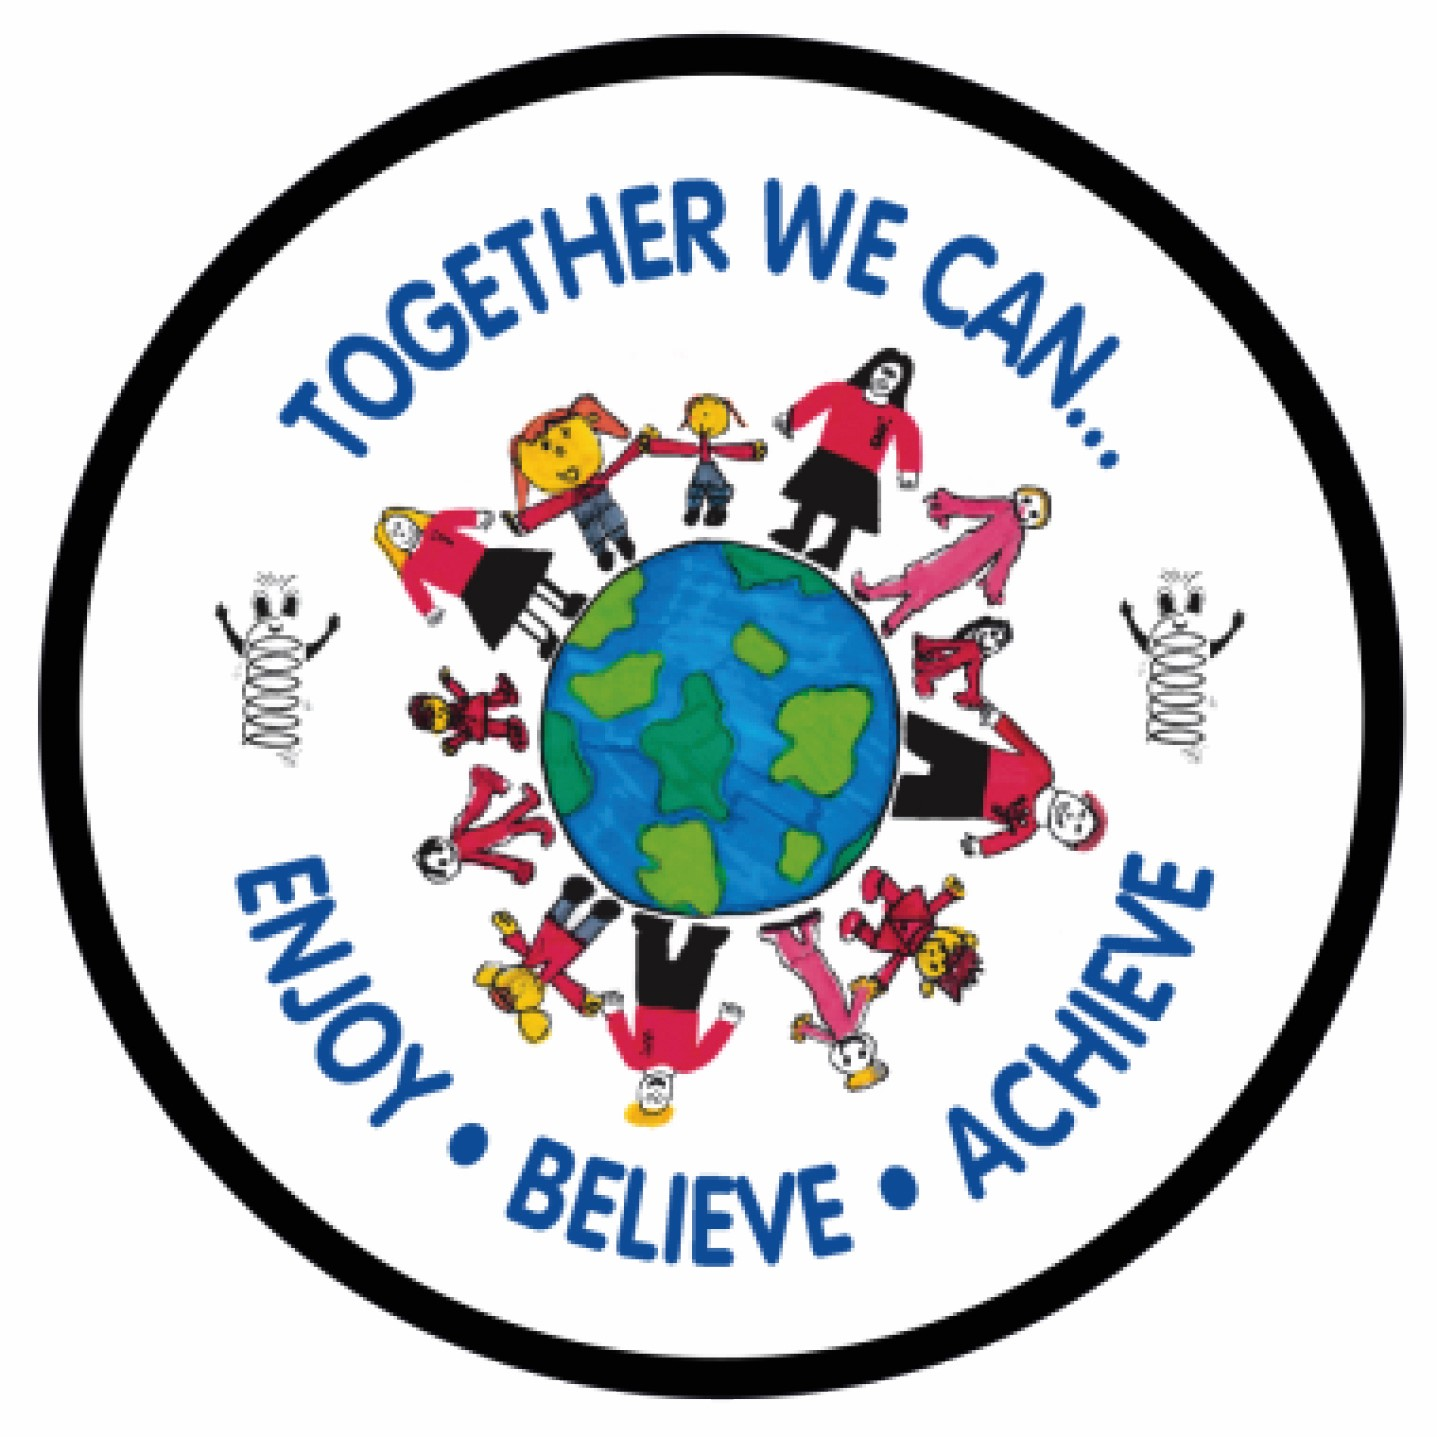 TOGETHER WE CAN...
ENJOY • BELIEVE • ACHIEVE